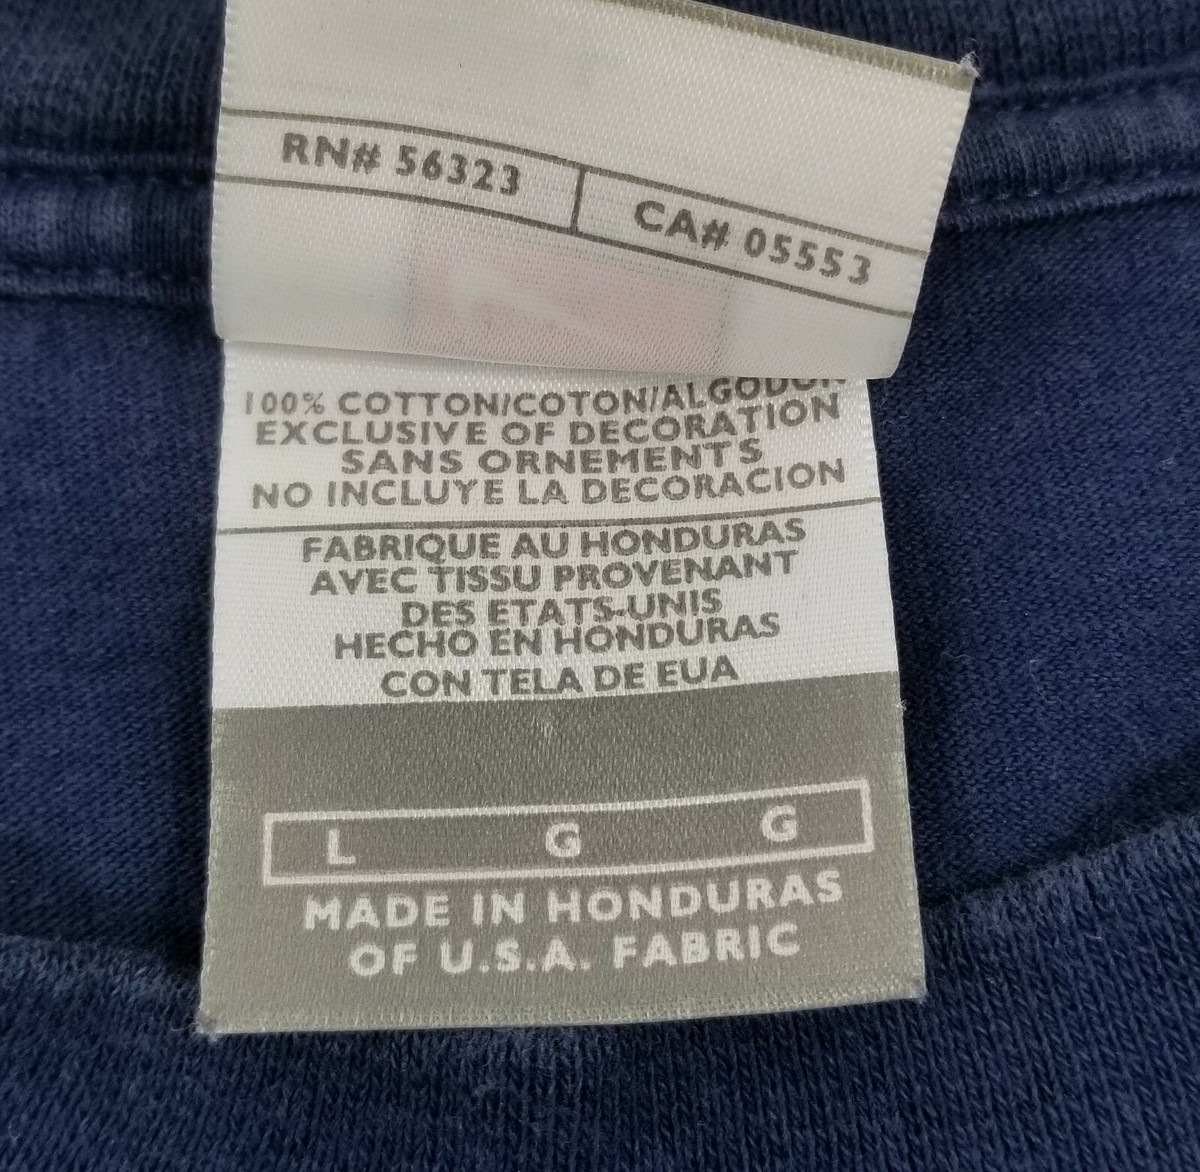 RN# 56323 CA# 05553
100% COTTON/COTON/ALGODON
EXCLUSIVE OF DECORATION
SANS ORNEMENTS
NO INCLUYE LA DECORACION
FABRIQUE AU HONDURAS
AVEC TISSU PROVENANT
DES ETATS-UNIS
HECHO EN HONDURAS
CON TELA DE EUA
L G G
MADE IN HONDURAS
OF U.S.A. FABRIC